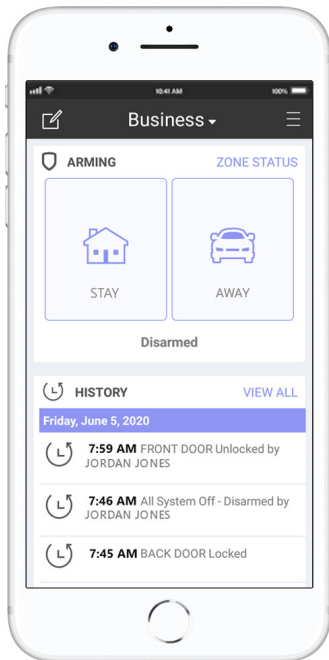 10:41 AM
100%
Business
ARMING
ZONE STATUS
STAY
AWAY
Disarmed
HISTORY
VIEW ALL
Friday, June 5, 2020
7:59 AM FRONT DOOR Unlocked by
JORDAN JONES
7:46 AM All System Off - Disarmed by
JORDAN JONES
7:45 AM BACK DOOR Locked